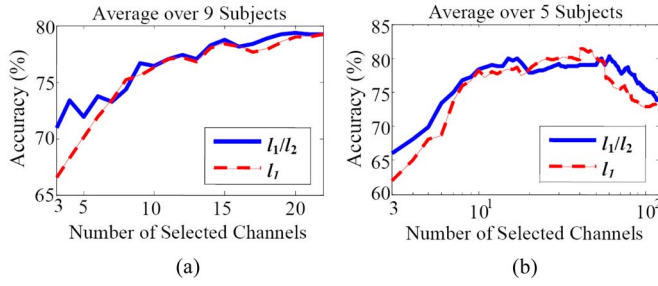 Average over 9 Subjects
Accuracy (%)
80
75
70
65
l1/l2
l1
3 5 10 15 20
Number of Selected Channels
(a)
Average over 5 Subjects
Accuracy (%)
85
80
75
70
65
60
l1/l2
l1
3 10¹ 10²
Number of Selected Channels
(b)